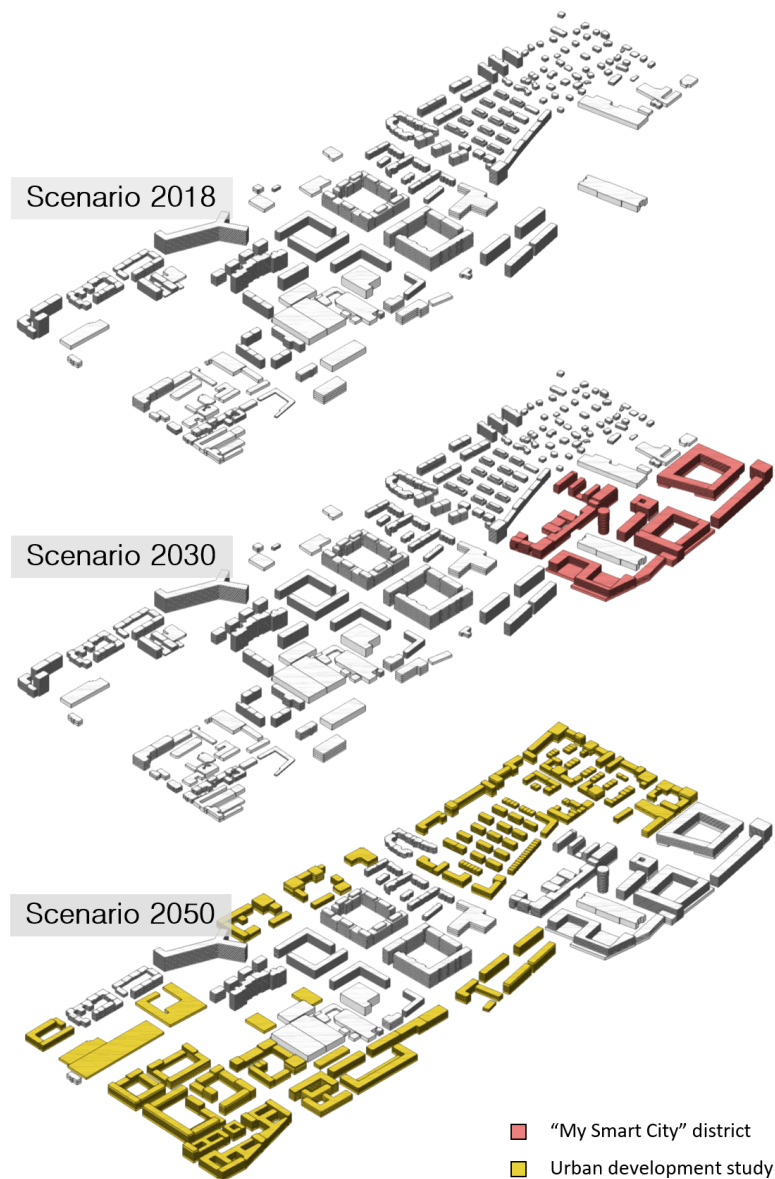 Scenario 2018
Scenario 2030
Scenario 2050
“My Smart City” district
Urban development study